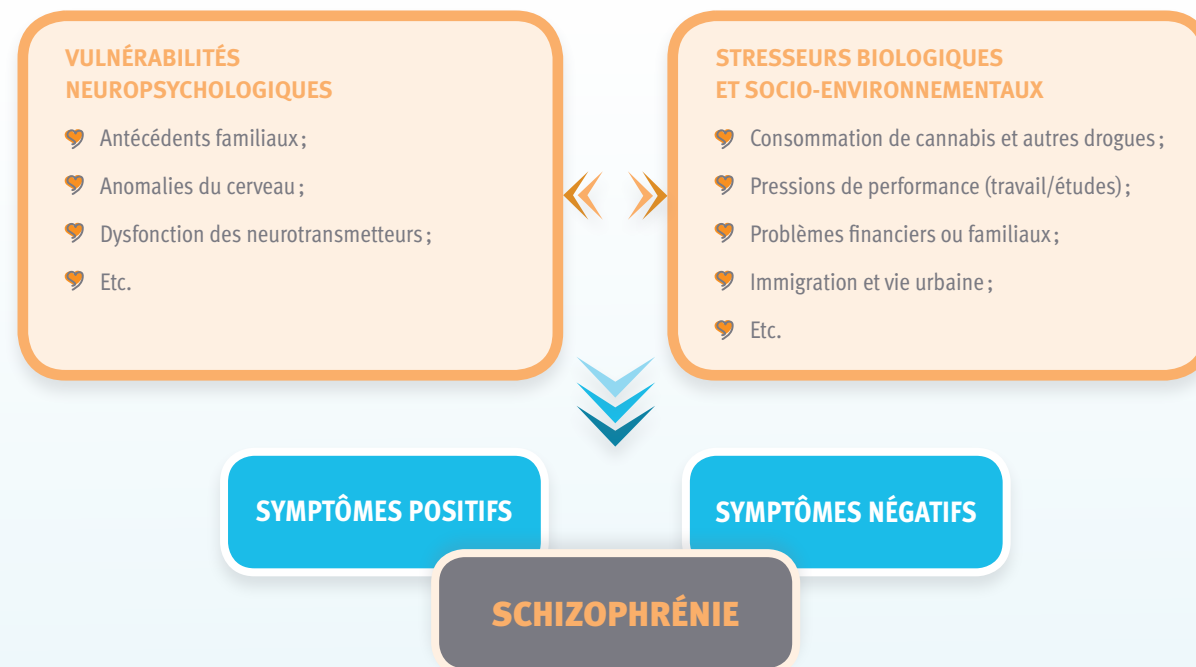 VULNÉRABILITÉS
NEUROPSYCHOLOGIQUES
Antécédents familiaux ;
Anomalies du cerveau ;
Dysfonction des neurotransmetteurs ;
Etc.
STRESSEURS BIOLOGIQUES
ET SOCIO-ENVIRONNEMENTAUX
Consommation de cannabis et autres drogues ;
Pressions de performance (travail/études) ;
Problèmes financiers ou familiaux ;
Immigration et vie urbaine ;
Etc.
SYMPTÔMES POSITIFS
SYMPTÔMES NÉGATIFS
SCHIZOPHRÉNIE